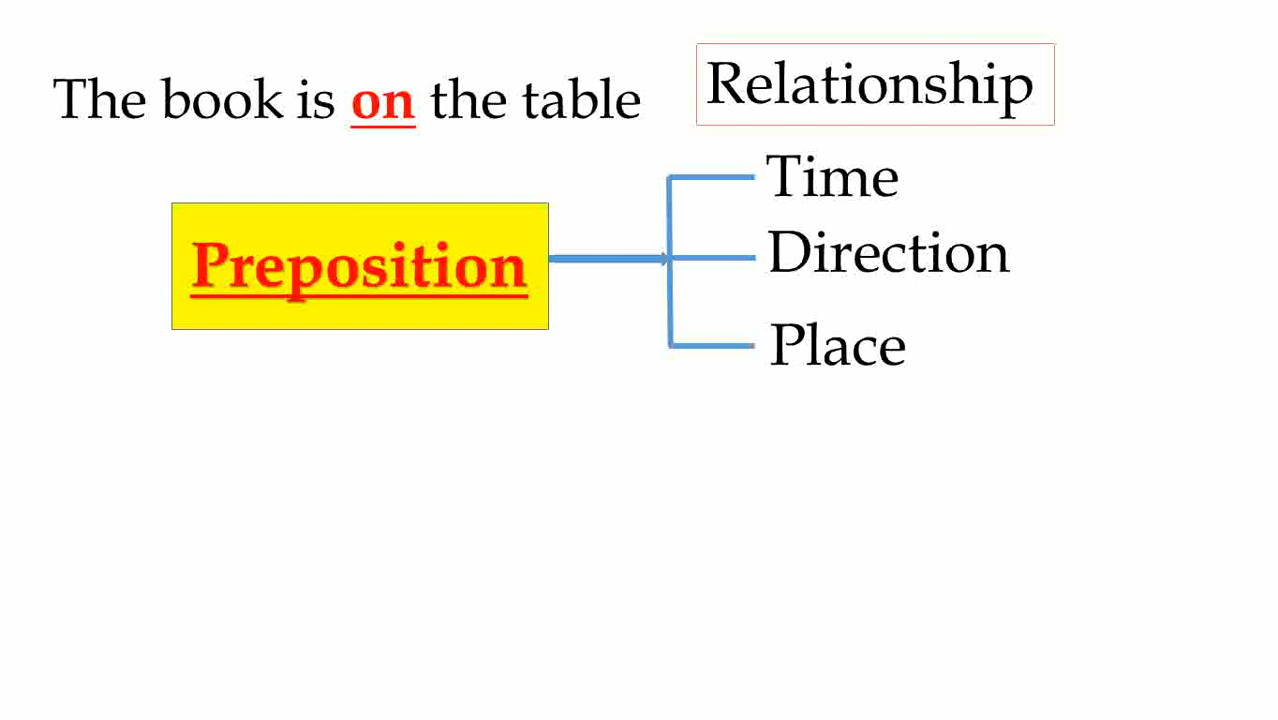 The book is on the table
Relationship
Time
Preposition
Direction
Place